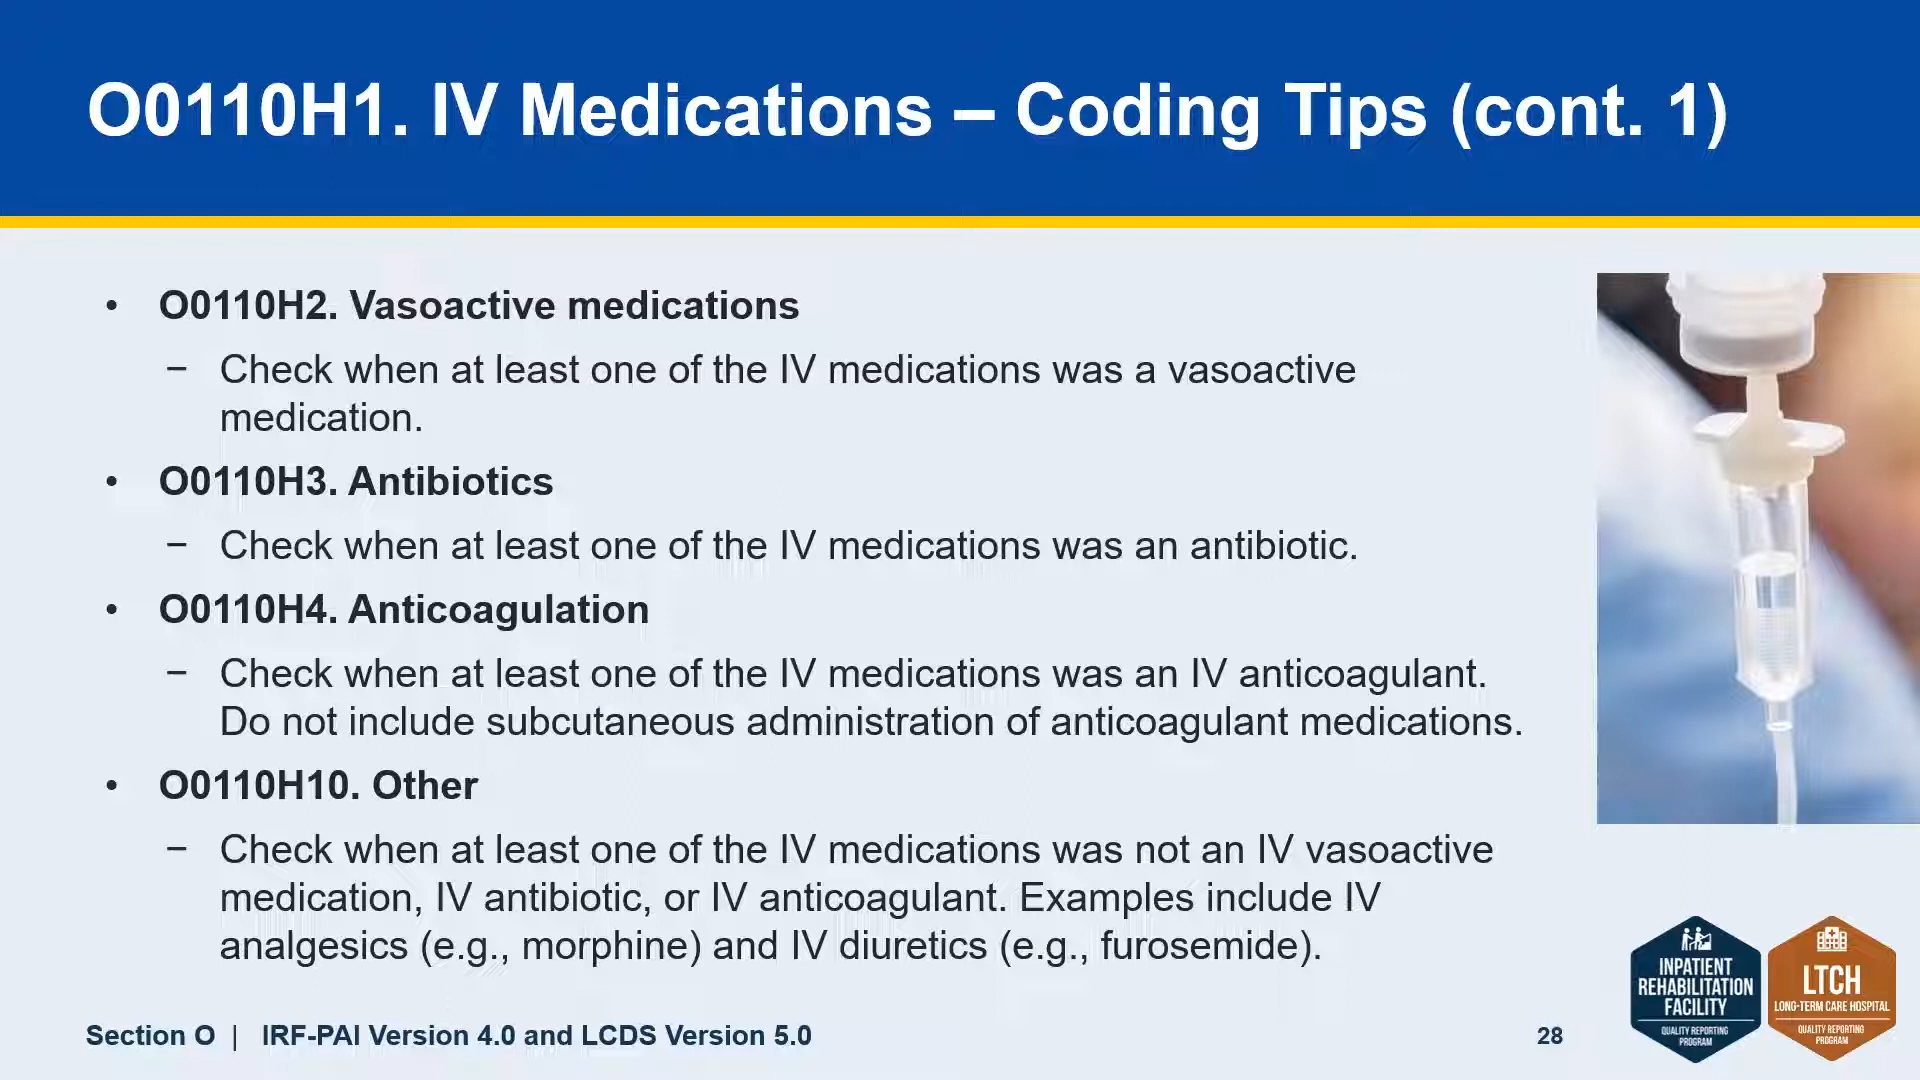 O0110H1. IV Medications – Coding Tips (cont. 1)
• O0110H2. Vasoactive medications
− Check when at least one of the IV medications was a vasoactive
medication.
• O0110H3. Antibiotics
− Check when at least one of the IV medications was an antibiotic.
• O0110H4. Anticoagulation
− Check when at least one of the IV medications was an IV anticoagulant.
Do not include subcutaneous administration of anticoagulant medications.
• O0110H10. Other
− Check when at least one of the IV medications was not an IV vasoactive
medication, IV antibiotic, or IV anticoagulant. Examples include IV
analgesics (e.g., morphine) and IV diuretics (e.g., furosemide).
Section O | IRF-PAI Version 4.0 and LCDS Version 5.0
28
INPATIENT
REHABILITATION
FACILITY
QUALITY REPORTING
PROGRAM
LTCH
LONG-TERM CARE HOSPITAL
QUALITY REPORTING
PROGRAM